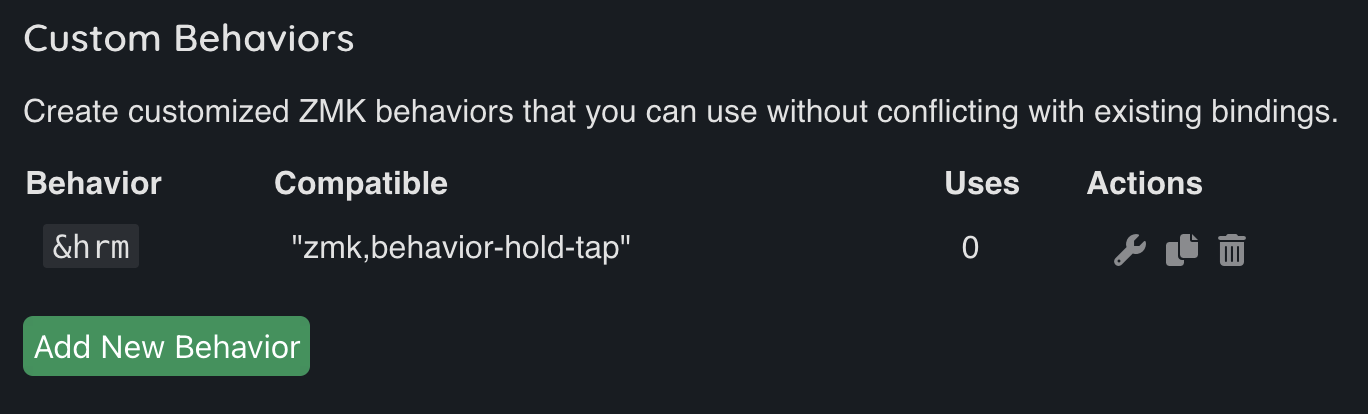 Custom Behaviors
Create customized ZMK behaviors that you can use without conflicting with existing bindings.
Behavior Compatible Uses Actions
&hrm "zmk,behavior-hold-tap" 0
Add New Behavior